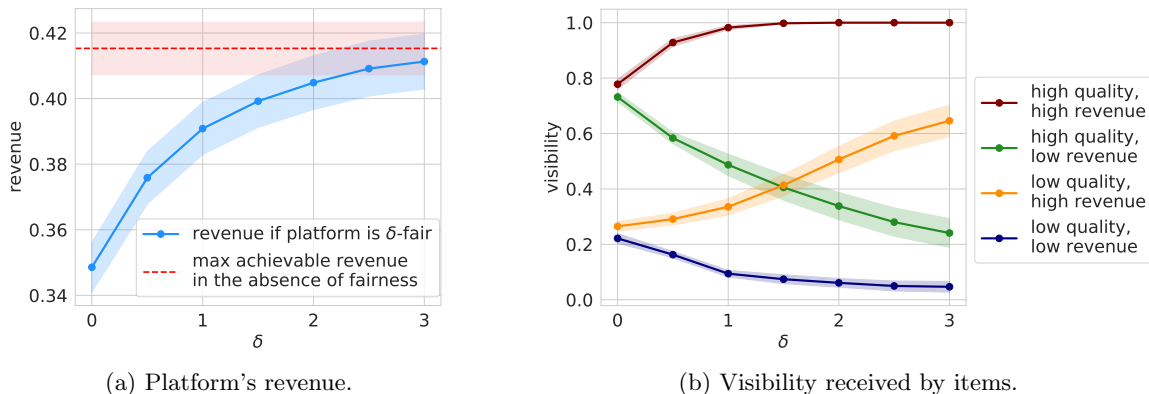 0.42
0.40
0.38
0.36
0.34
revenue
revenue if platform is δ-fair
max achievable revenue
in the absence of fairness
0
1
2
3
δ
(a) Platform's revenue.
1.0
0.8
0.6
0.4
0.2
0.0
visibility
0
1
2
3
δ
high quality,
high revenue
high quality,
low revenue
low quality,
high revenue
low quality,
low revenue
(b) Visibility received by items.